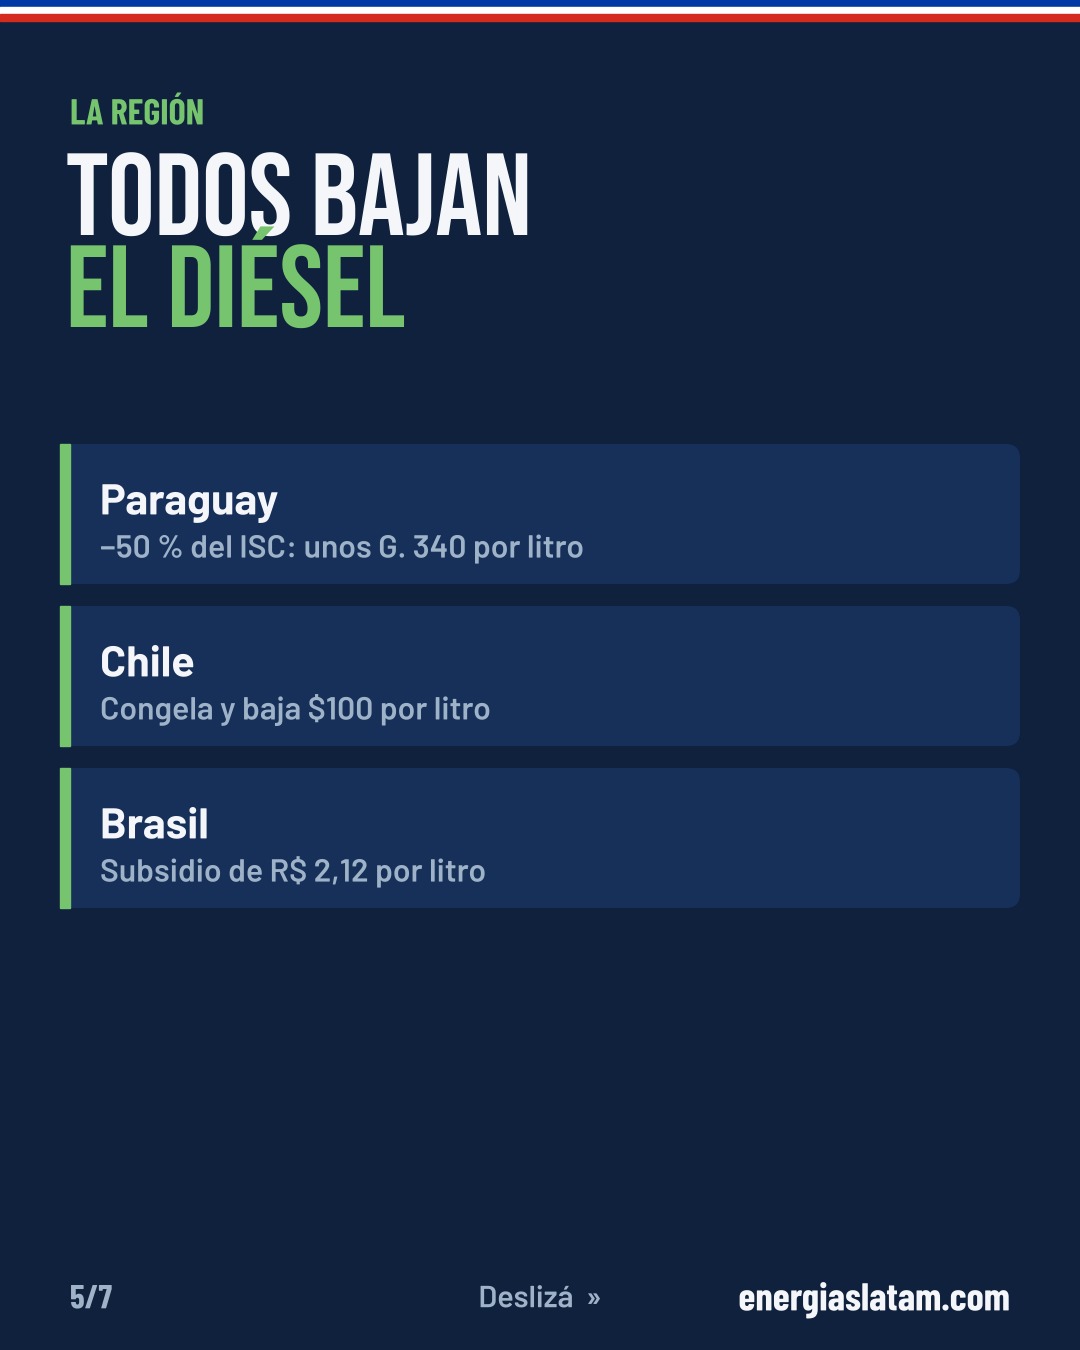 LA REGIÓN
TODOS BAJAN
EL DIÉSEL
Paraguay
−50 % del ISC: unos G. 340 por litro
Chile
Congela y baja $100 por litro
Brasil
Subsidio de R$ 2,12 por litro
5/7
Deslizá »
energiaslatam.com